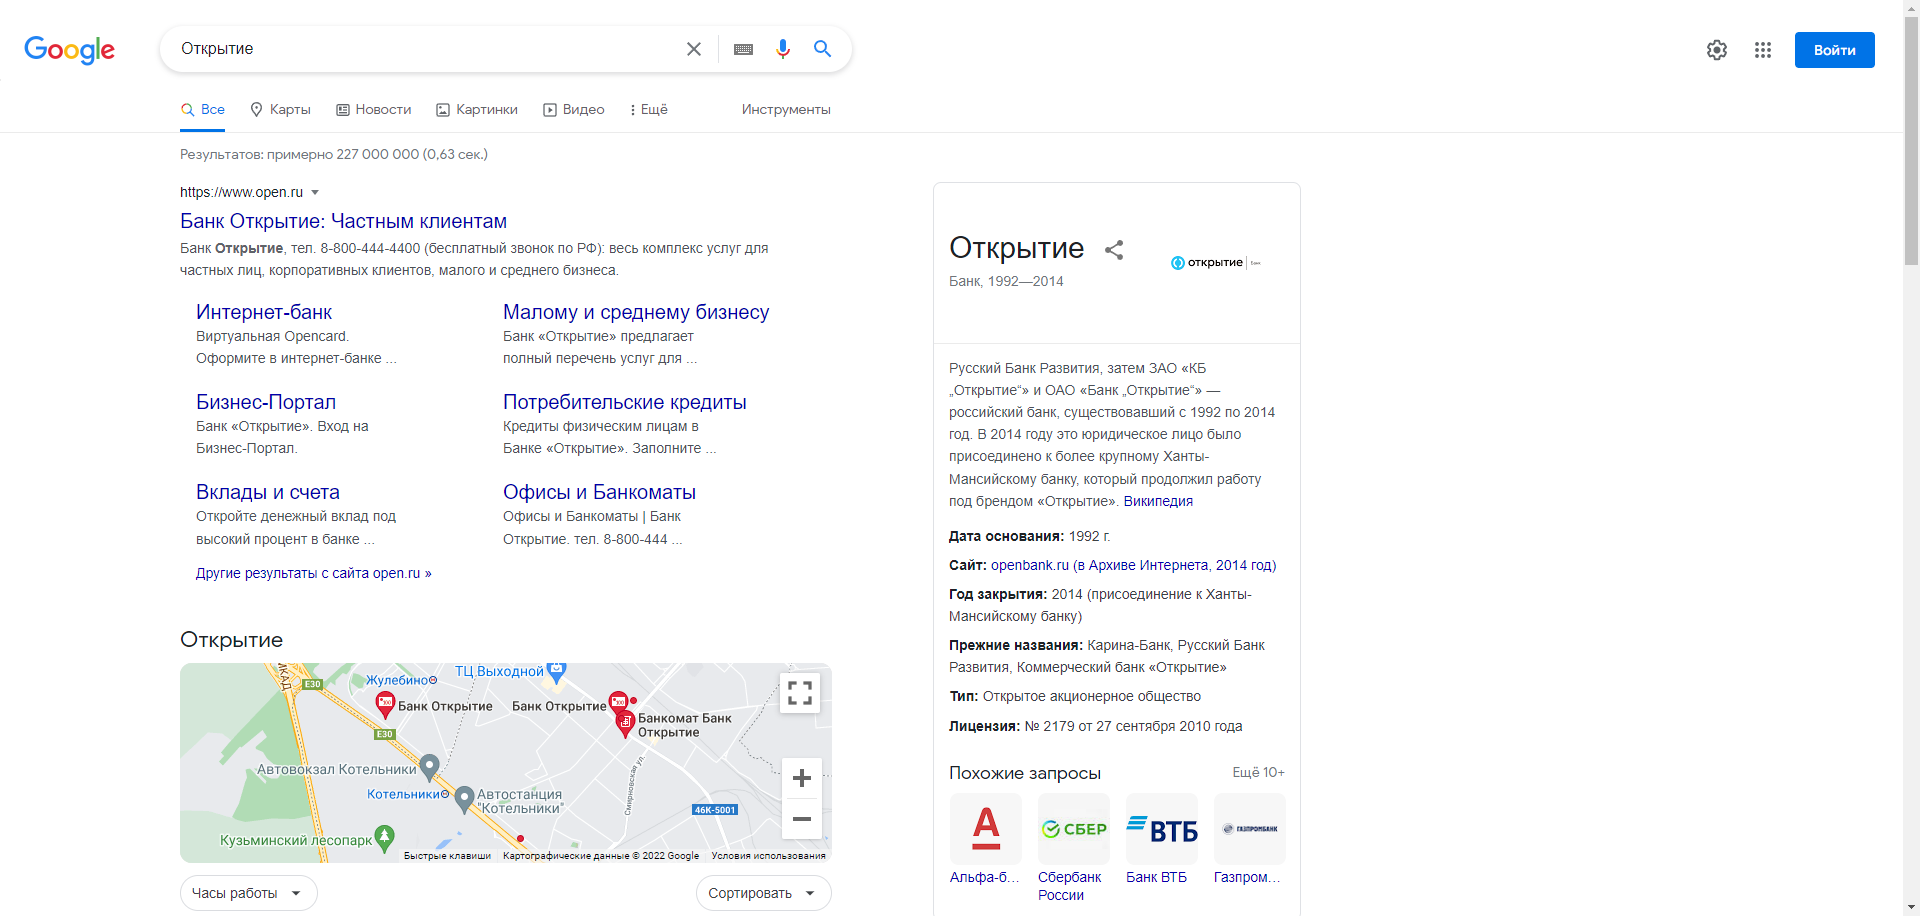 Google
Открытие
Войти
Все
Карты
Новости
Картинки
Видео
Ещё
Инструменты
Результатов: примерно 227 000 000 (0,63 сек.)
https://www.open.ru
Банк Открытие: Частным клиентам
Банк Открытие, тел. 8-800-444-4400 (бесплатный звонок по РФ): весь комплекс услуг для
частных лиц, корпоративных клиентов, малого и среднего бизнеса.
Интернет-банк
Виртуальная Opencard.
Оформите в интернет-банке ...
Малому и среднему бизнесу
Банк «Открытие» предлагает
полный перечень услуг для ...
Бизнес-Портал
Банк «Открытие». Вход на
Бизнес-Портал.
Потребительские кредиты
Кредиты физическим лицам в
Банке «Открытие». Заполните ...
Вклады и счета
Откройте денежный вклад под
высокий процент в банке ...
Офисы и Банкоматы
Офисы и Банкоматы | Банк
Открытие. тел. 8-800-444 ...
Другие результаты с сайта open.ru »
Открытие
МКАД
E30
Жулебино
ТЦ Выходной
Банк Открытие
Банк Открытие
Банкомат Банк
Открытие
E30
Автовокзал Котельники
Котельники
Автостанция
"Котельники"
Смирновская ул.
46К-5001
Кузьминский лесопарк
Быстрые клавиши
Картографические данные © 2022 Google
Условия использования
Часы работы
Сортировать
Открытие
Банк, 1992—2014
открытие
Банк
Русский Банк Развития, затем ЗАО «КБ
„Открытие“» и ОАО «Банк „Открытие“» —
российский банк, существовавший с 1992 по 2014
год. В 2014 году это юридическое лицо было
присоединено к более крупному Ханты-
Мансийскому банку, который продолжил работу
под брендом «Открытие». Википедия
Дата основания: 1992 г.
Сайт: openbank.ru (в Архиве Интернета, 2014 год)
Год закрытия: 2014 (присоединение к Ханты-
Мансийскому банку)
Прежние названия: Карина-Банк, Русский Банк
Развития, Коммерческий банк «Открытие»
Тип: Открытое акционерное общество
Лицензия: № 2179 от 27 сентября 2010 года
Похожие запросы
Ещё 10+
А
СБЕР
ВТБ
ГАЗПРОМБАНК
Альфа-б...
Сбербанк
России
Банк ВТБ
Газпром...